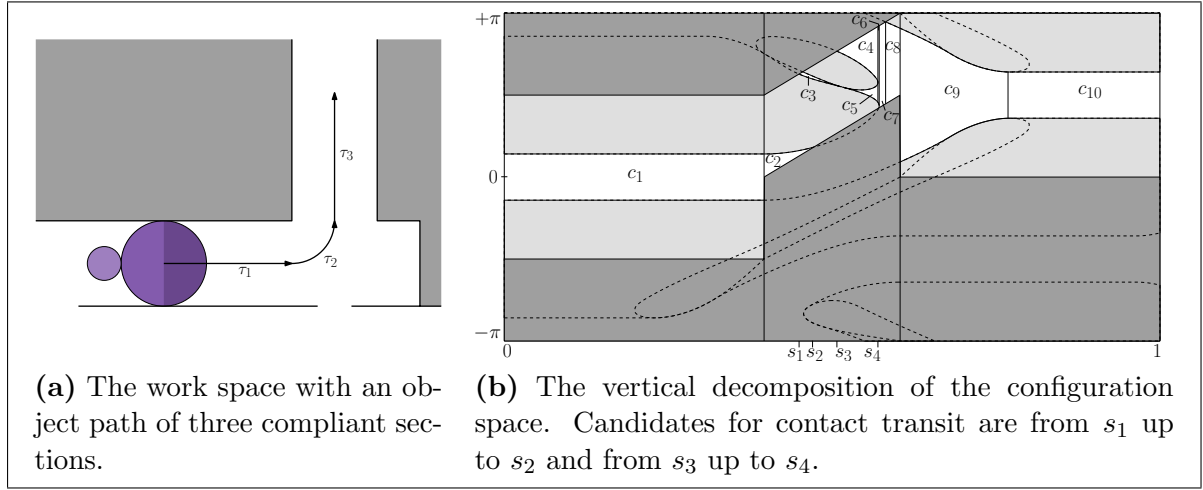 τ1
τ2
τ3
+π
0
−π
c1
c2
c3
c4
c5
c6
c7
c8
c9
c10
0
s1
s2
s3
s4
1
(a) The work space with an ob-
ject path of three compliant sec-
tions.
(b) The vertical decomposition of the configuration
space. Candidates for contact transit are from s1 up
to s2 and from s3 up to s4.